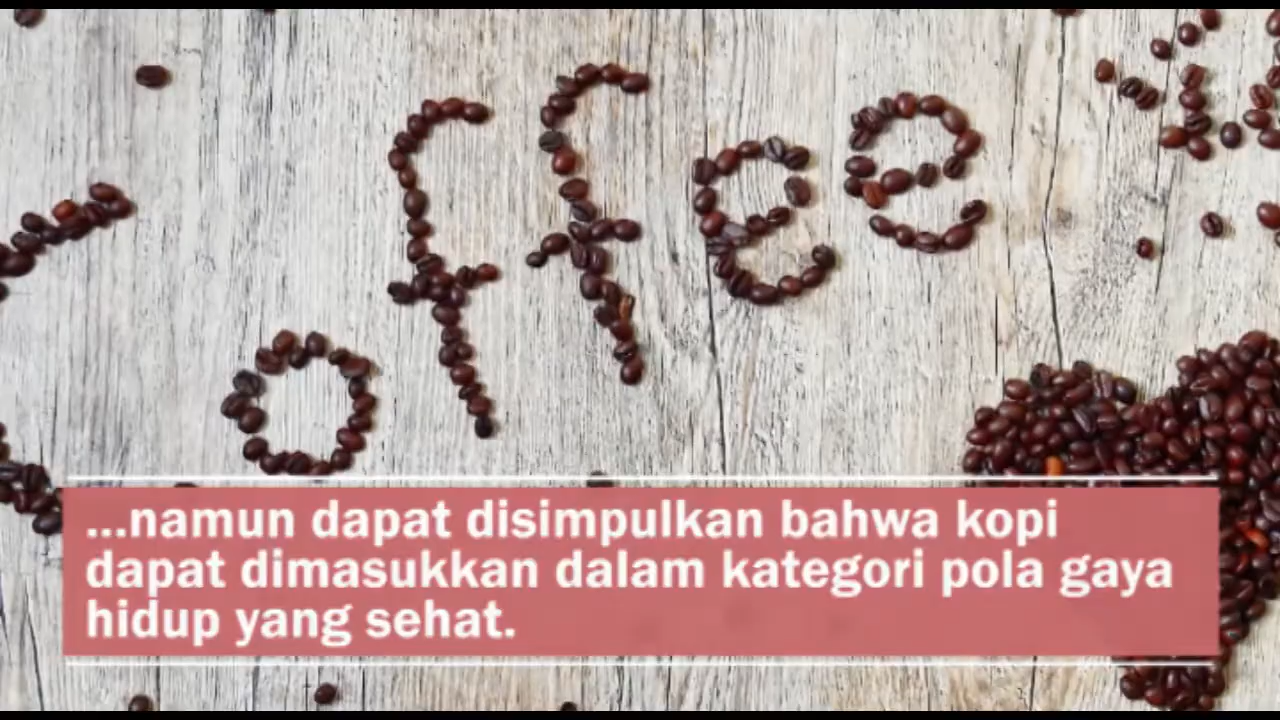 Coffee
...namun dapat disimpulkan bahwa kopi
dapat dimasukkan dalam kategori pola gaya
hidup yang sehat.